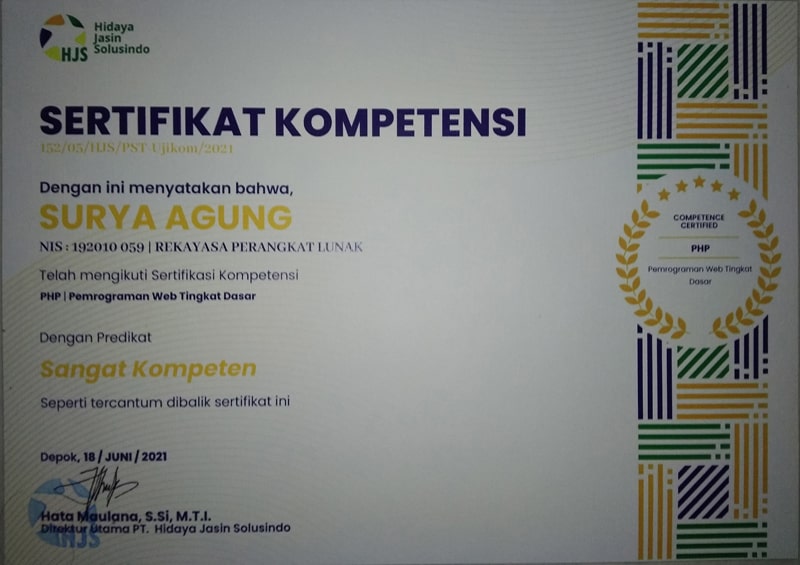 Hidaya
Jasin
Solusindo
HJS
SERTIFIKAT KOMPETENSI
152/05/HJS/PST-Ujikom/2021
Dengan ini menyatakan bahwa,
SURYA AGUNG
NIS : 192010 059 | REKAYASA PERANGKAT LUNAK
Telah mengikuti Sertifikasi Kompetensi
PHP | Pemrograman Web Tingkat Dasar
Dengan Predikat
Sangat Kompeten
Seperti tercantum dibalik sertifikat ini
Depok, 18 / JUNI / 2021
Hata Maulana, S.Si, M.T.I.
Direktur Utama PT. Hidaya Jasin Solusindo
HJS
COMPETENCE
CERTIFIED
PHP
Pemrograman Web Tingkat
Dasar